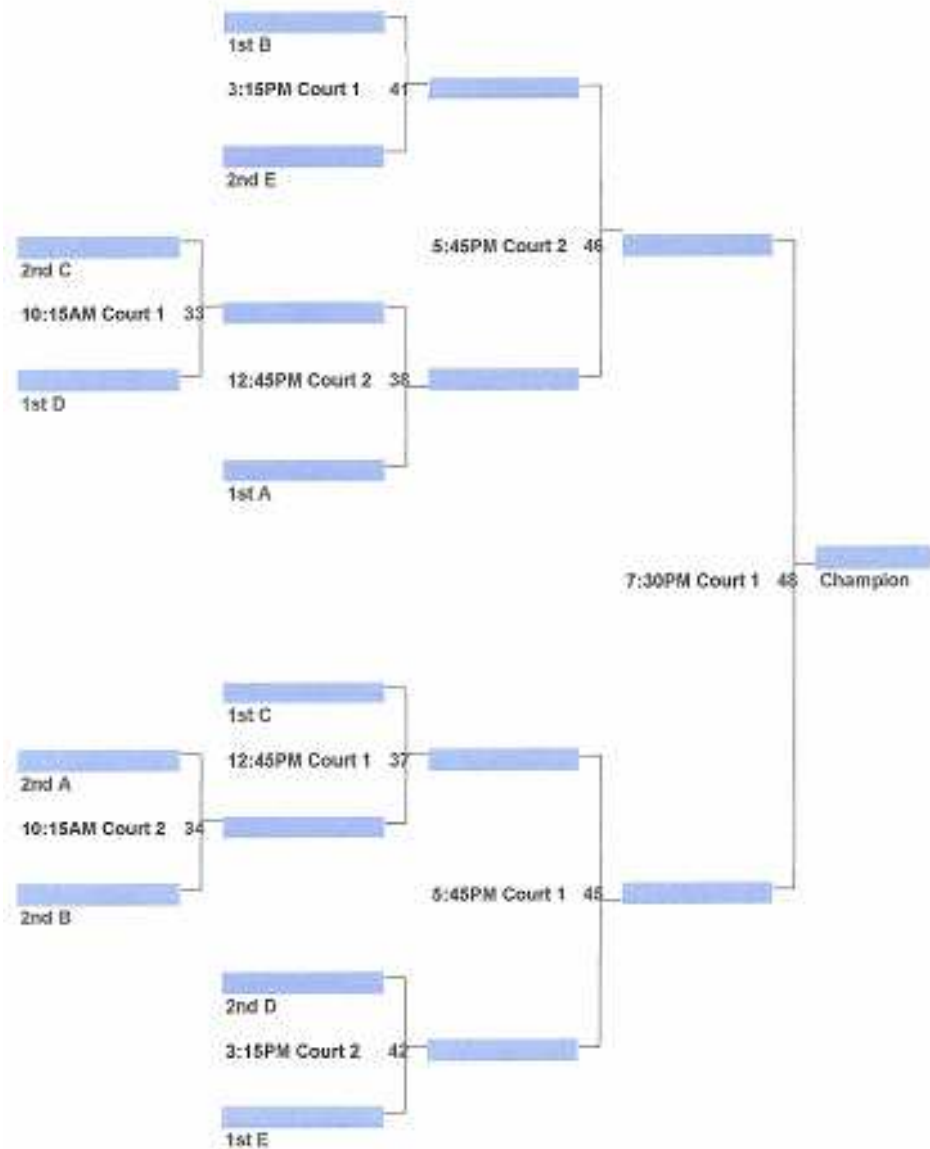 1st B
3:15PM Court 1 41
2nd E
2nd C
5:45PM Court 2 46
10:15AM Court 1 33
12:45PM Court 2 38
1st D
1st A
7:30PM Court 1 48 Champion
1st C
12:45PM Court 1 37
2nd A
10:15AM Court 2 34
5:45PM Court 1 45
2nd B
2nd D
3:15PM Court 2 42
1st E